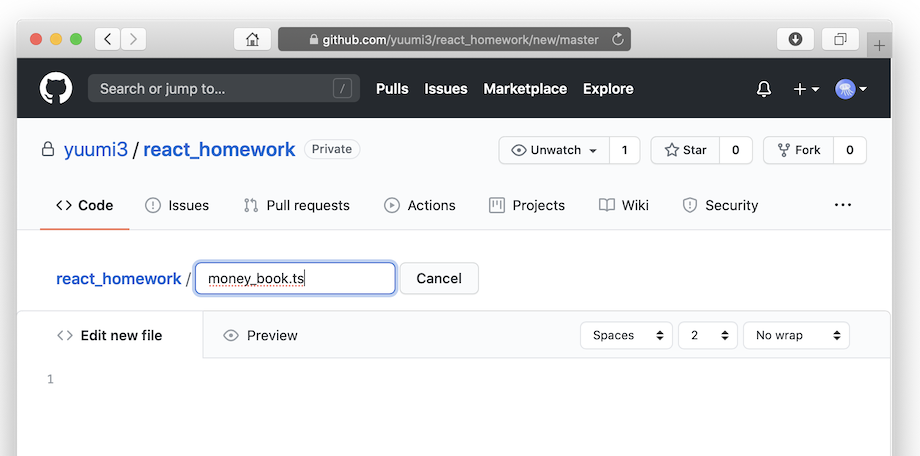 github.com/yuumi3/react_homework/new/master
Search or jump to... / Pulls Issues Marketplace Explore
yuumi3 / react_homework Private Unwatch 1 Star 0 Fork 0
Code Issues Pull requests Actions Projects Wiki Security ...
react_homework / money_book.ts Cancel
Edit new file Preview Spaces 2 No wrap
1